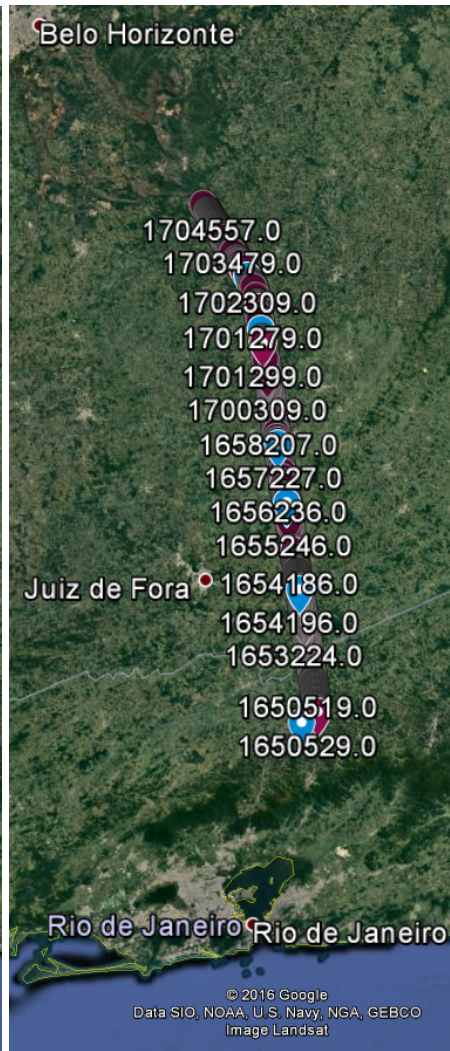 Belo Horizonte
1704557.0
1703479.0
1702309.0
1701279.0
1701299.0
1700309.0
1658207.0
1657227.0
1656236.0
1655246.0
Juiz de Fora
1654186.0
1654196.0
1653224.0
1650519.0
1650529.0
Rio de Janeiro
Rio de Janeiro
© 2016 Google
Data SIO, NOAA, U.S. Navy, NGA, GEBCO
Image Landsat